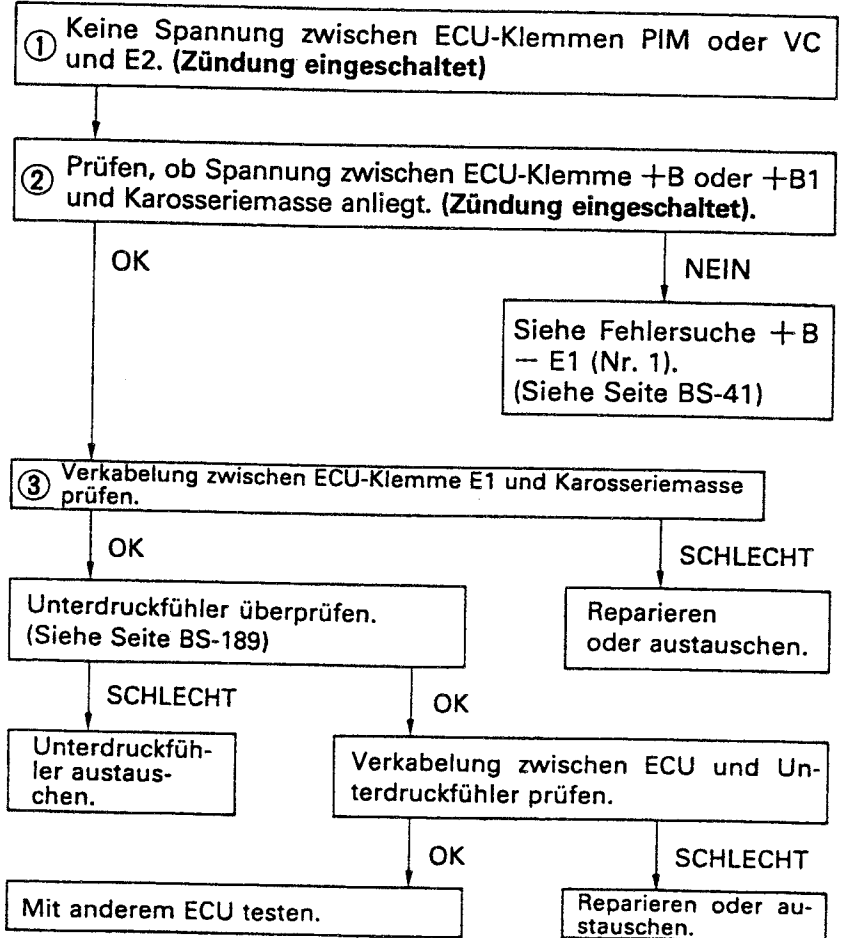 ① Keine Spannung zwischen ECU-Klemmen PIM oder VC
und E2. (Zündung eingeschaltet)
② Prüfen, ob Spannung zwischen ECU-Klemme +B oder +B1
und Karosseriemasse anliegt. (Zündung eingeschaltet).
OK
NEIN
Siehe Fehlersuche +B
— E1 (Nr. 1).
(Siehe Seite BS-41)
③ Verkabelung zwischen ECU-Klemme E1 und Karosseriemasse
prüfen.
OK
SCHLECHT
Unterdruckfühler überprüfen.
(Siehe Seite BS-189)
Reparieren
oder austauschen.
SCHLECHT
OK
Unterdruckfüh-
ler austaus-
chen.
Verkabelung zwischen ECU und Un-
terdruckfühler prüfen.
OK
SCHLECHT
Mit anderem ECU testen.
Reparieren oder au-
stauschen.